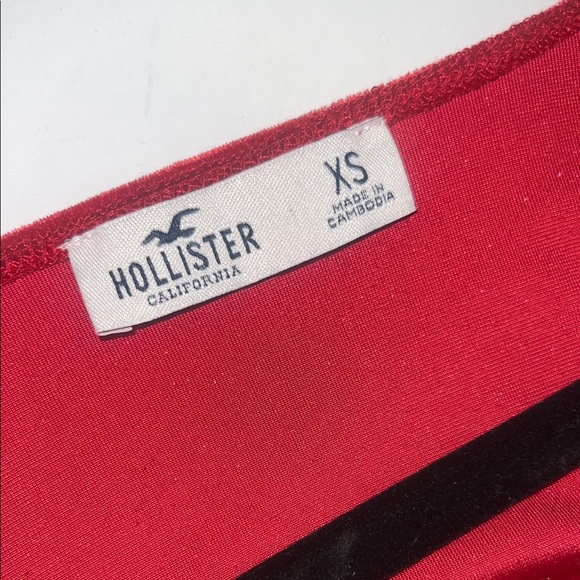 HOLLISTER
CALIFORNIA
XS
MADE IN
CAMBODIA